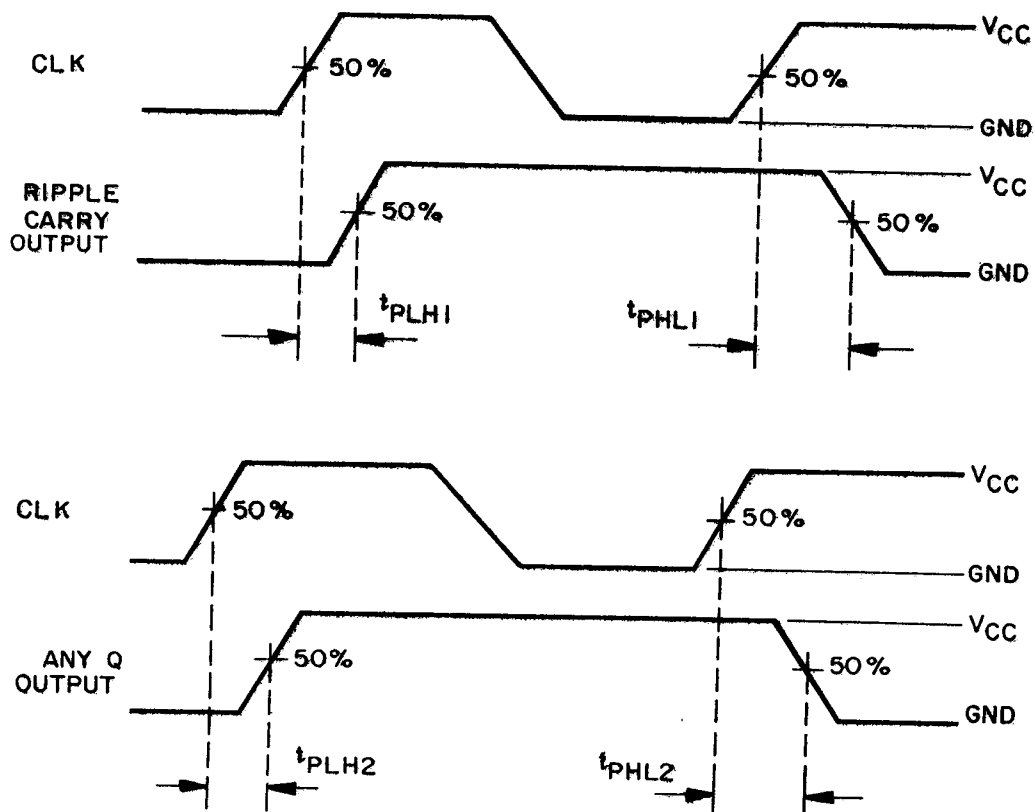 VCC
CLK
50%
50%
GND
RIPPLE
CARRY
OUTPUT
VCC
50%
50%
GND
tPLH1
tPHL1
VCC
CLK
50%
50%
GND
VCC
ANY Q
OUTPUT
50%
50%
GND
tPLH2
tPHL2